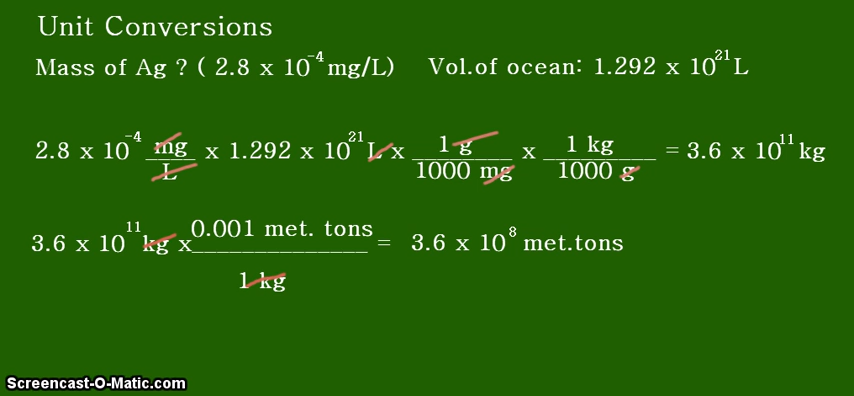 Unit Conversions
Mass of Ag ? ( 2.8 x 10⁻⁴ mg/L) Vol.of ocean: 1.292 x 10²¹ L
2.8 x 10⁻⁴ mg/L x 1.292 x 10²¹ L x 1 g/1000 mg x 1 kg/1000 g = 3.6 x 10¹¹ kg
3.6 x 10¹¹ kg x 0.001 met. tons/1 kg = 3.6 x 10⁸ met.tons
Screencast-O-Matic.com